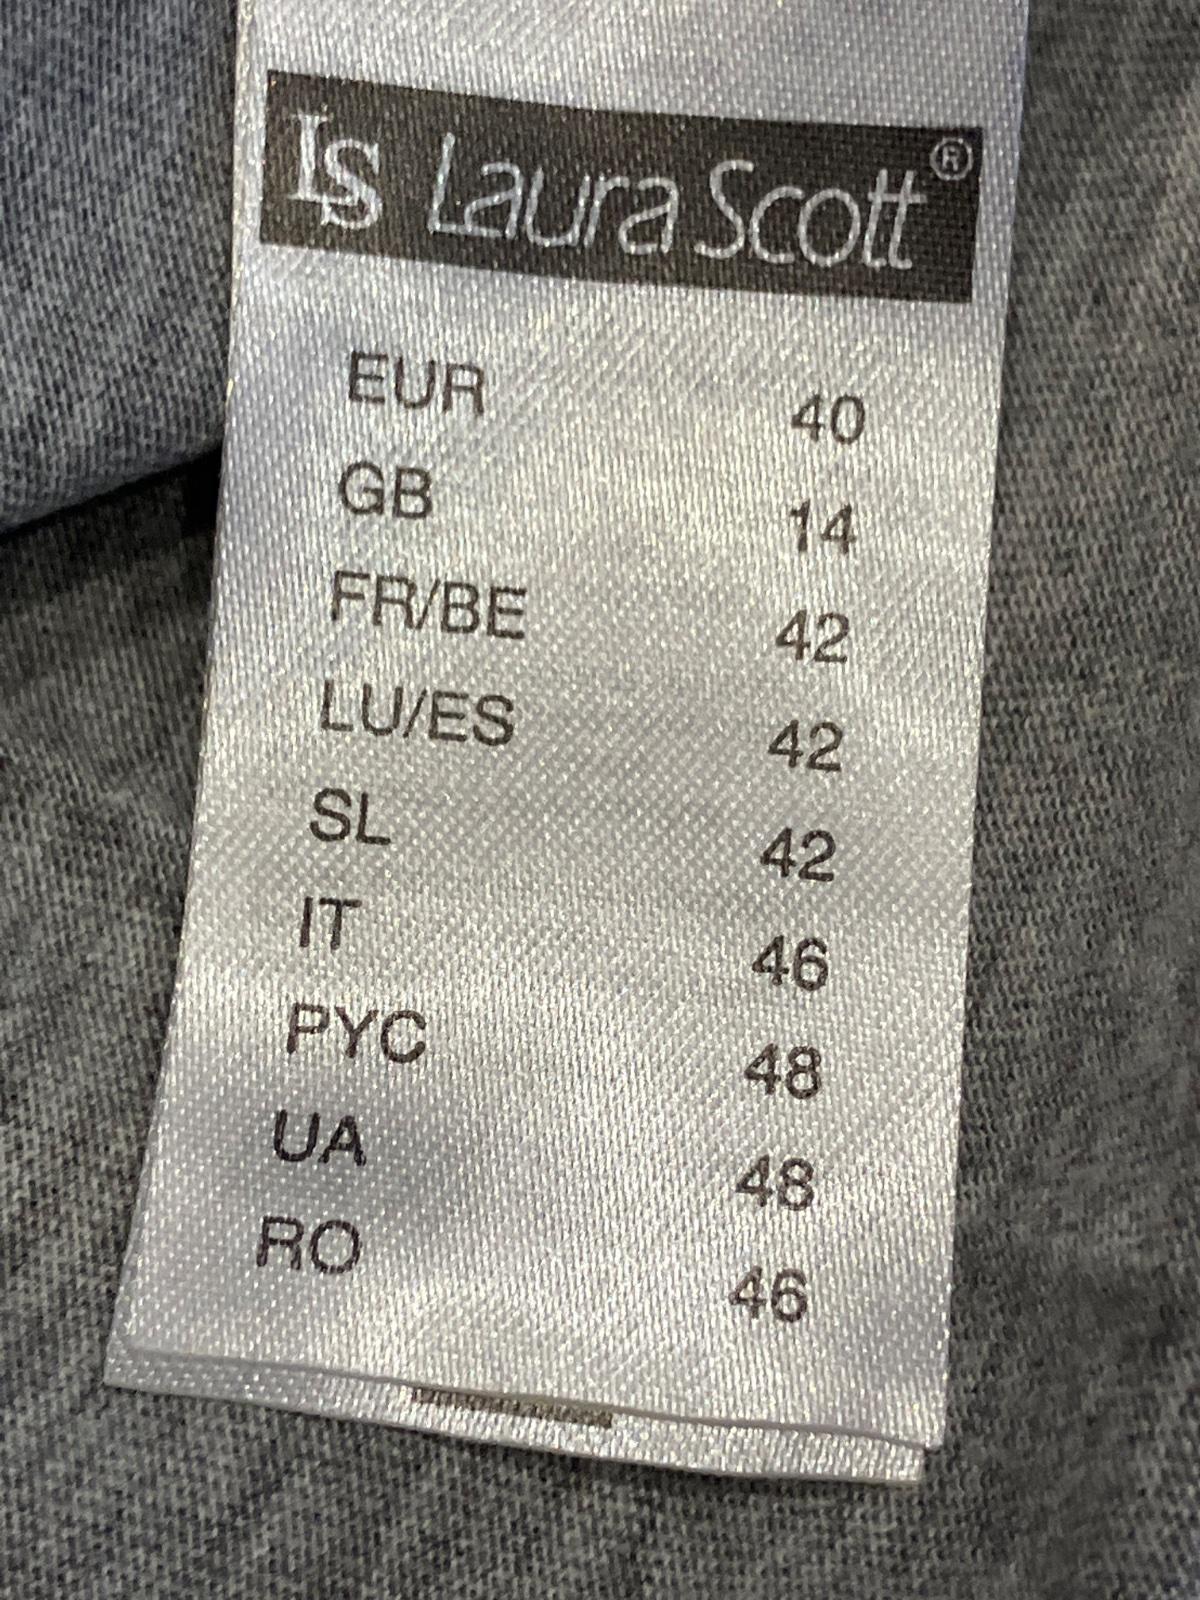 LS Laura Scott®
EUR 40
GB 14
FR/BE 42
LU/ES 42
SL 42
IT 46
PYC 48
UA 48
RO 46